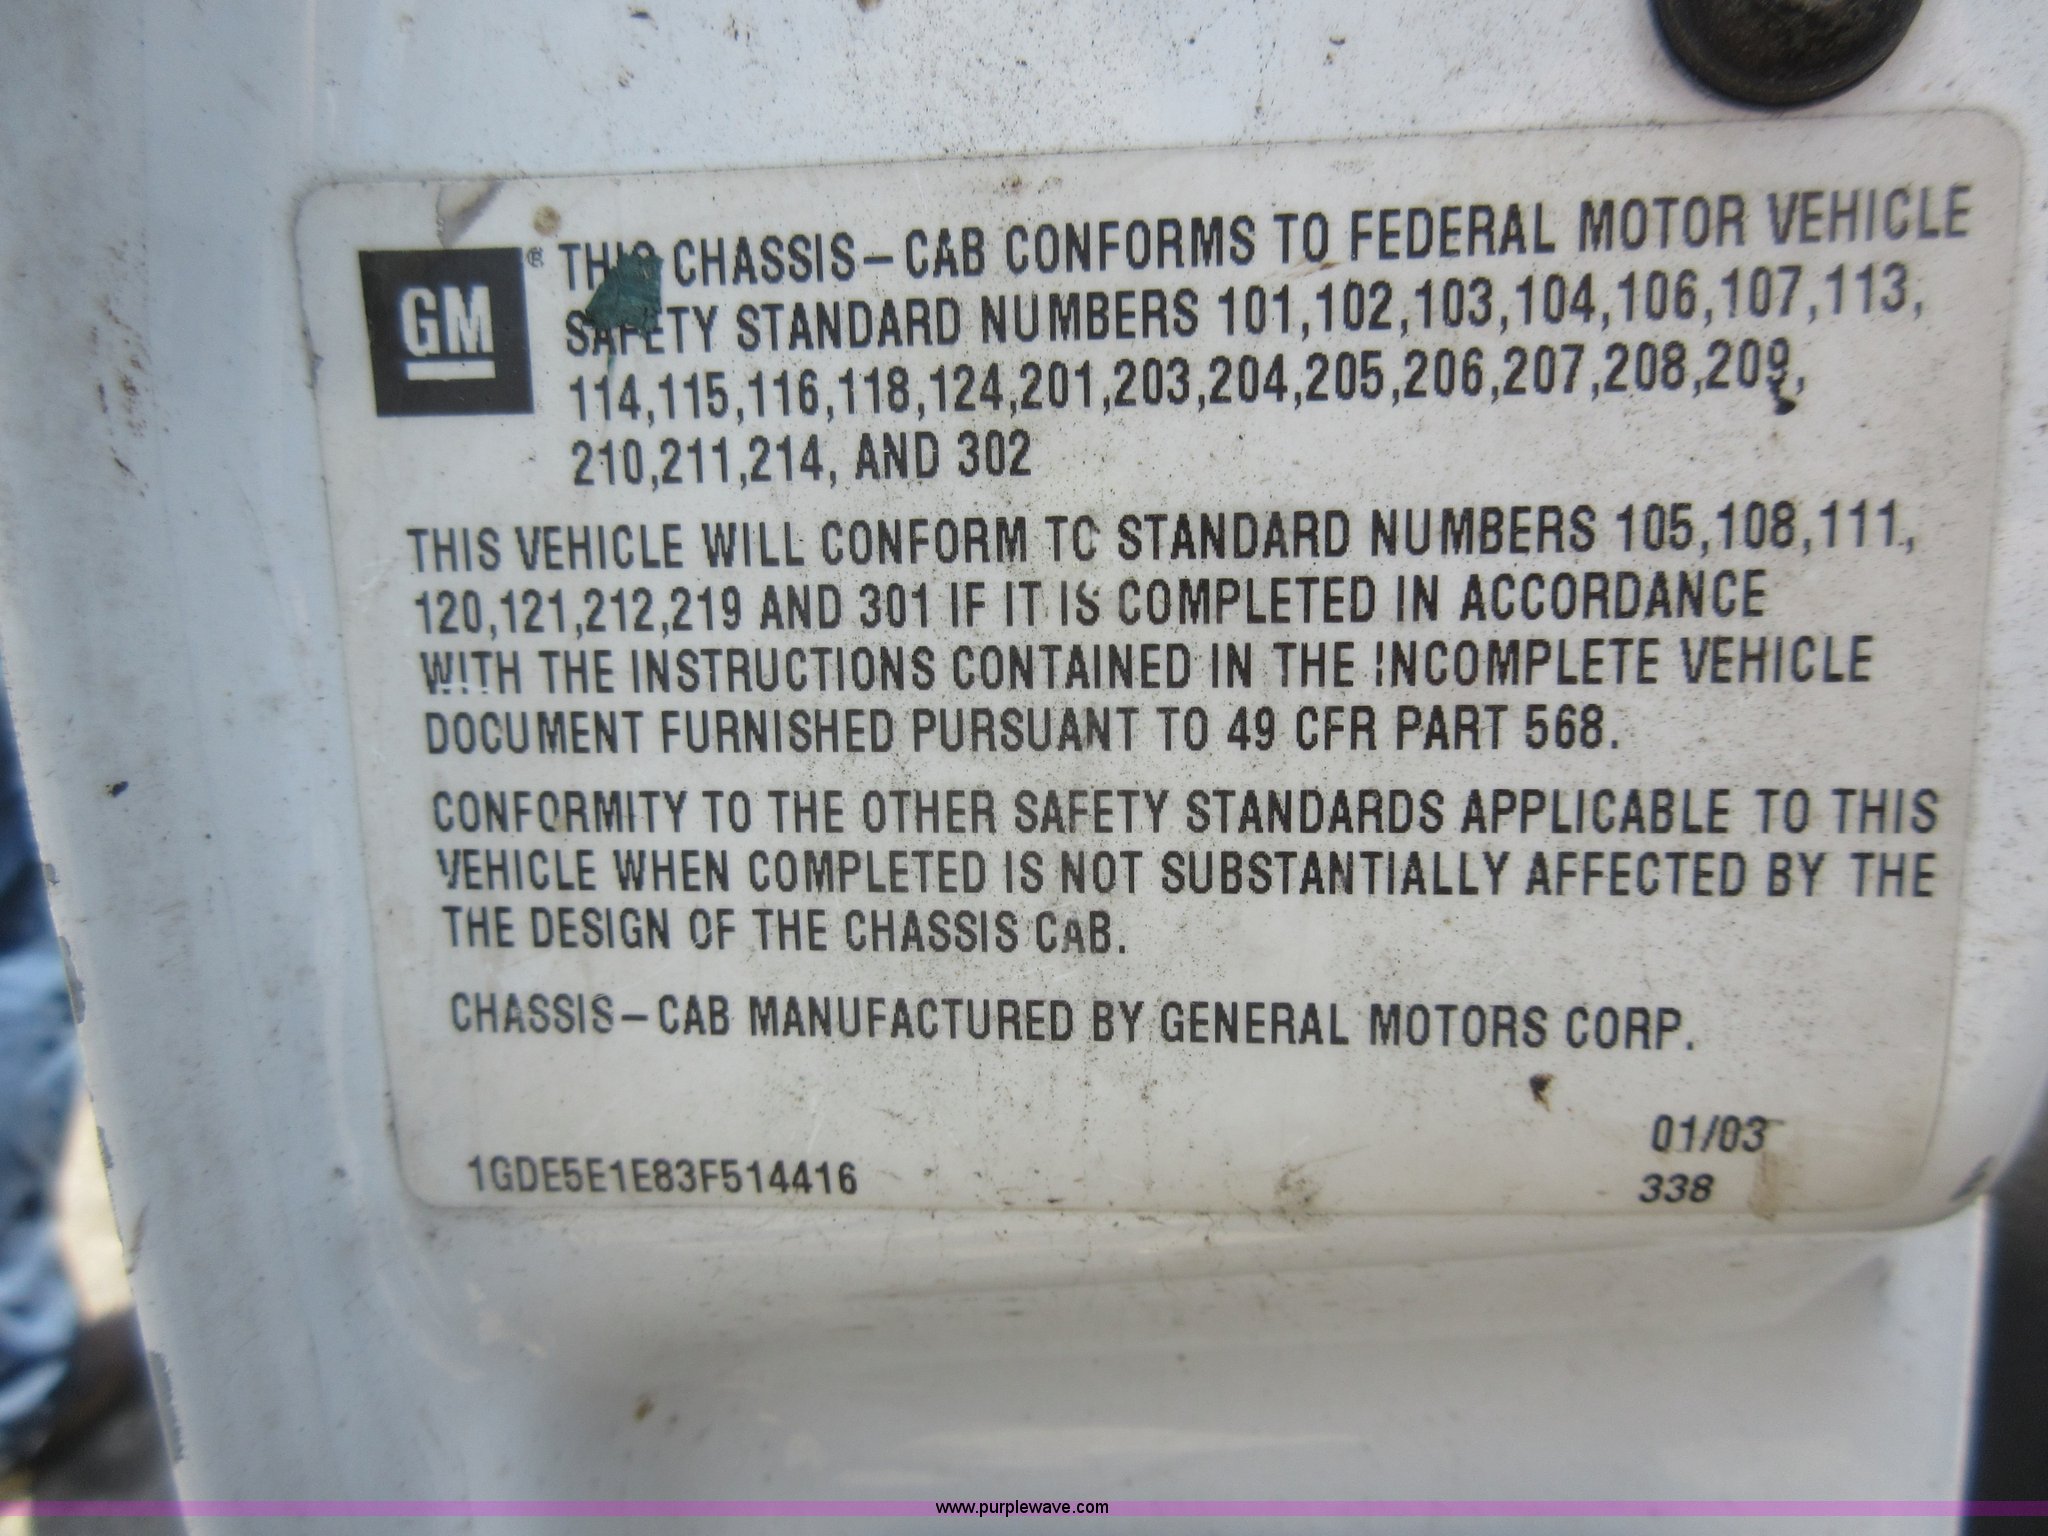 GM ® THIS CHASSIS-CAB CONFORMS TO FEDERAL MOTOR VEHICLE
SAFETY STANDARD NUMBERS 101,102,103,104,106,107,113,
114,115,116,118,124,201,203,204,205,206,207,208,209,
210,211,214, AND 302
THIS VEHICLE WILL CONFORM TO STANDARD NUMBERS 105,108,111,
120,121,212,219 AND 301 IF IT IS COMPLETED IN ACCORDANCE
WITH THE INSTRUCTIONS CONTAINED IN THE INCOMPLETE VEHICLE
DOCUMENT FURNISHED PURSUANT TO 49 CFR PART 568.
CONFORMITY TO THE OTHER SAFETY STANDARDS APPLICABLE TO THIS
VEHICLE WHEN COMPLETED IS NOT SUBSTANTIALLY AFFECTED BY THE
THE DESIGN OF THE CHASSIS CAB.
CHASSIS-CAB MANUFACTURED BY GENERAL MOTORS CORP.
01/03
1GDE5E1E83F514416 338
www.purplewave.com